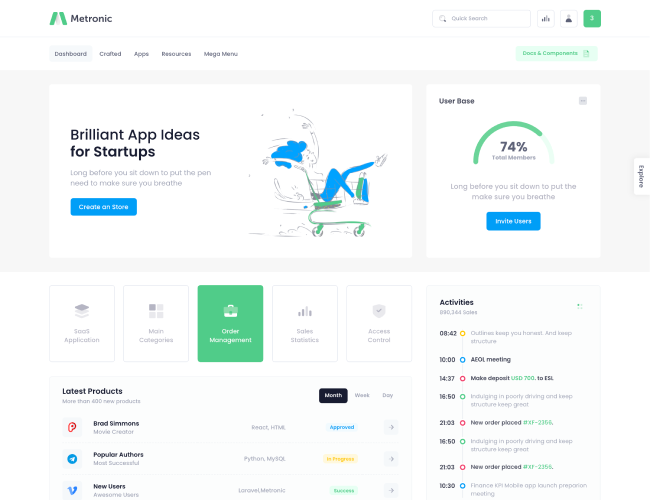 Metronic
Quick Search
3
Dashboard
Crafted
Apps
Resources
Mega Menu
Docs & Components
Brilliant App Ideas
for Startups
Long before you sit down to put the pen
need to make sure you breathe
Create an Store
User Base
74%
Total Members
Long before you sit down to put the
make sure you breathe
Invite Users
Explore
SaaS
Application
Main
Categories
Order
Management
Sales
Statistics
Access
Control
Activities
890,344 Sales
08:42 Outlines keep you honest. And keep
structure
10:00 AEOL meeting
14:37 Make deposit USD 700. to ESL
16:50 Indulging in poorly driving and keep
structure keep great
21:03 New order placed #XF-2356.
16:50 Indulging in poorly driving and keep
structure keep great
21:03 New order placed #XF-2356.
10:30 Finance KPI Mobile app launch preparion
meeting
Latest Products
More than 400 new products
Month
Week
Day
Brad Simmons
Movie Creator
React, HTML
Approved
Popular Authors
Most Successful
Python, MySQL
In Progress
New Users
Awesome Users
Laravel,Metronic
Success